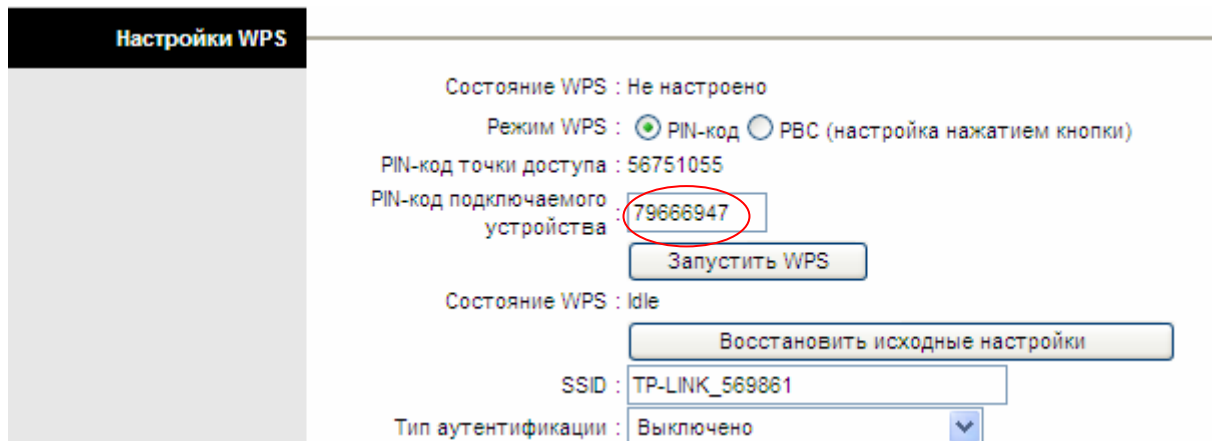 Настройки WPS
Состояние WPS : Не настроено
Режим WPS : PIN-код PBC (настройка нажатием кнопки)
PIN-код точки доступа : 56751055
PIN-код подключаемого
устройства : 79666947
Запустить WPS
Состояние WPS : Idle
Восстановить исходные настройки
SSID : TP-LINK_569861
Тип аутентификации : Выключено